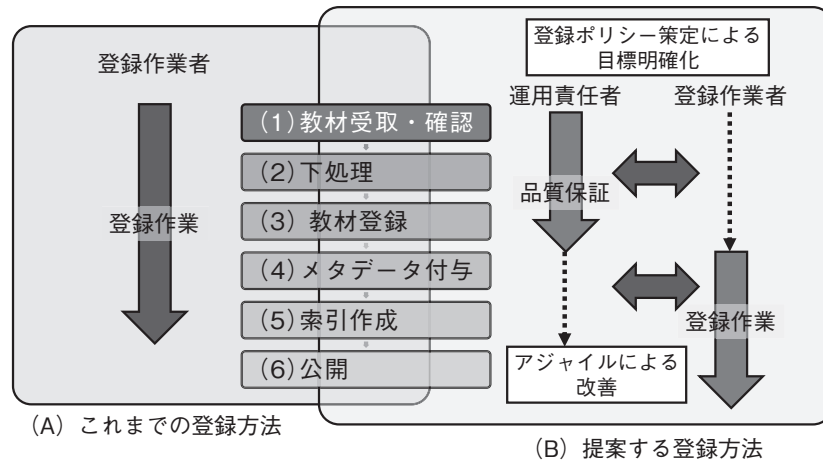 登録作業者
登録作業
(1)教材受取・確認
(2)下処理
(3) 教材登録
(4)メタデータ付与
(5)索引作成
(6)公開
登録ポリシー策定による
目標明確化
運用責任者
登録作業者
品質保証
登録作業
アジャイルによる
改善
(A) これまでの登録方法
(B) 提案する登録方法